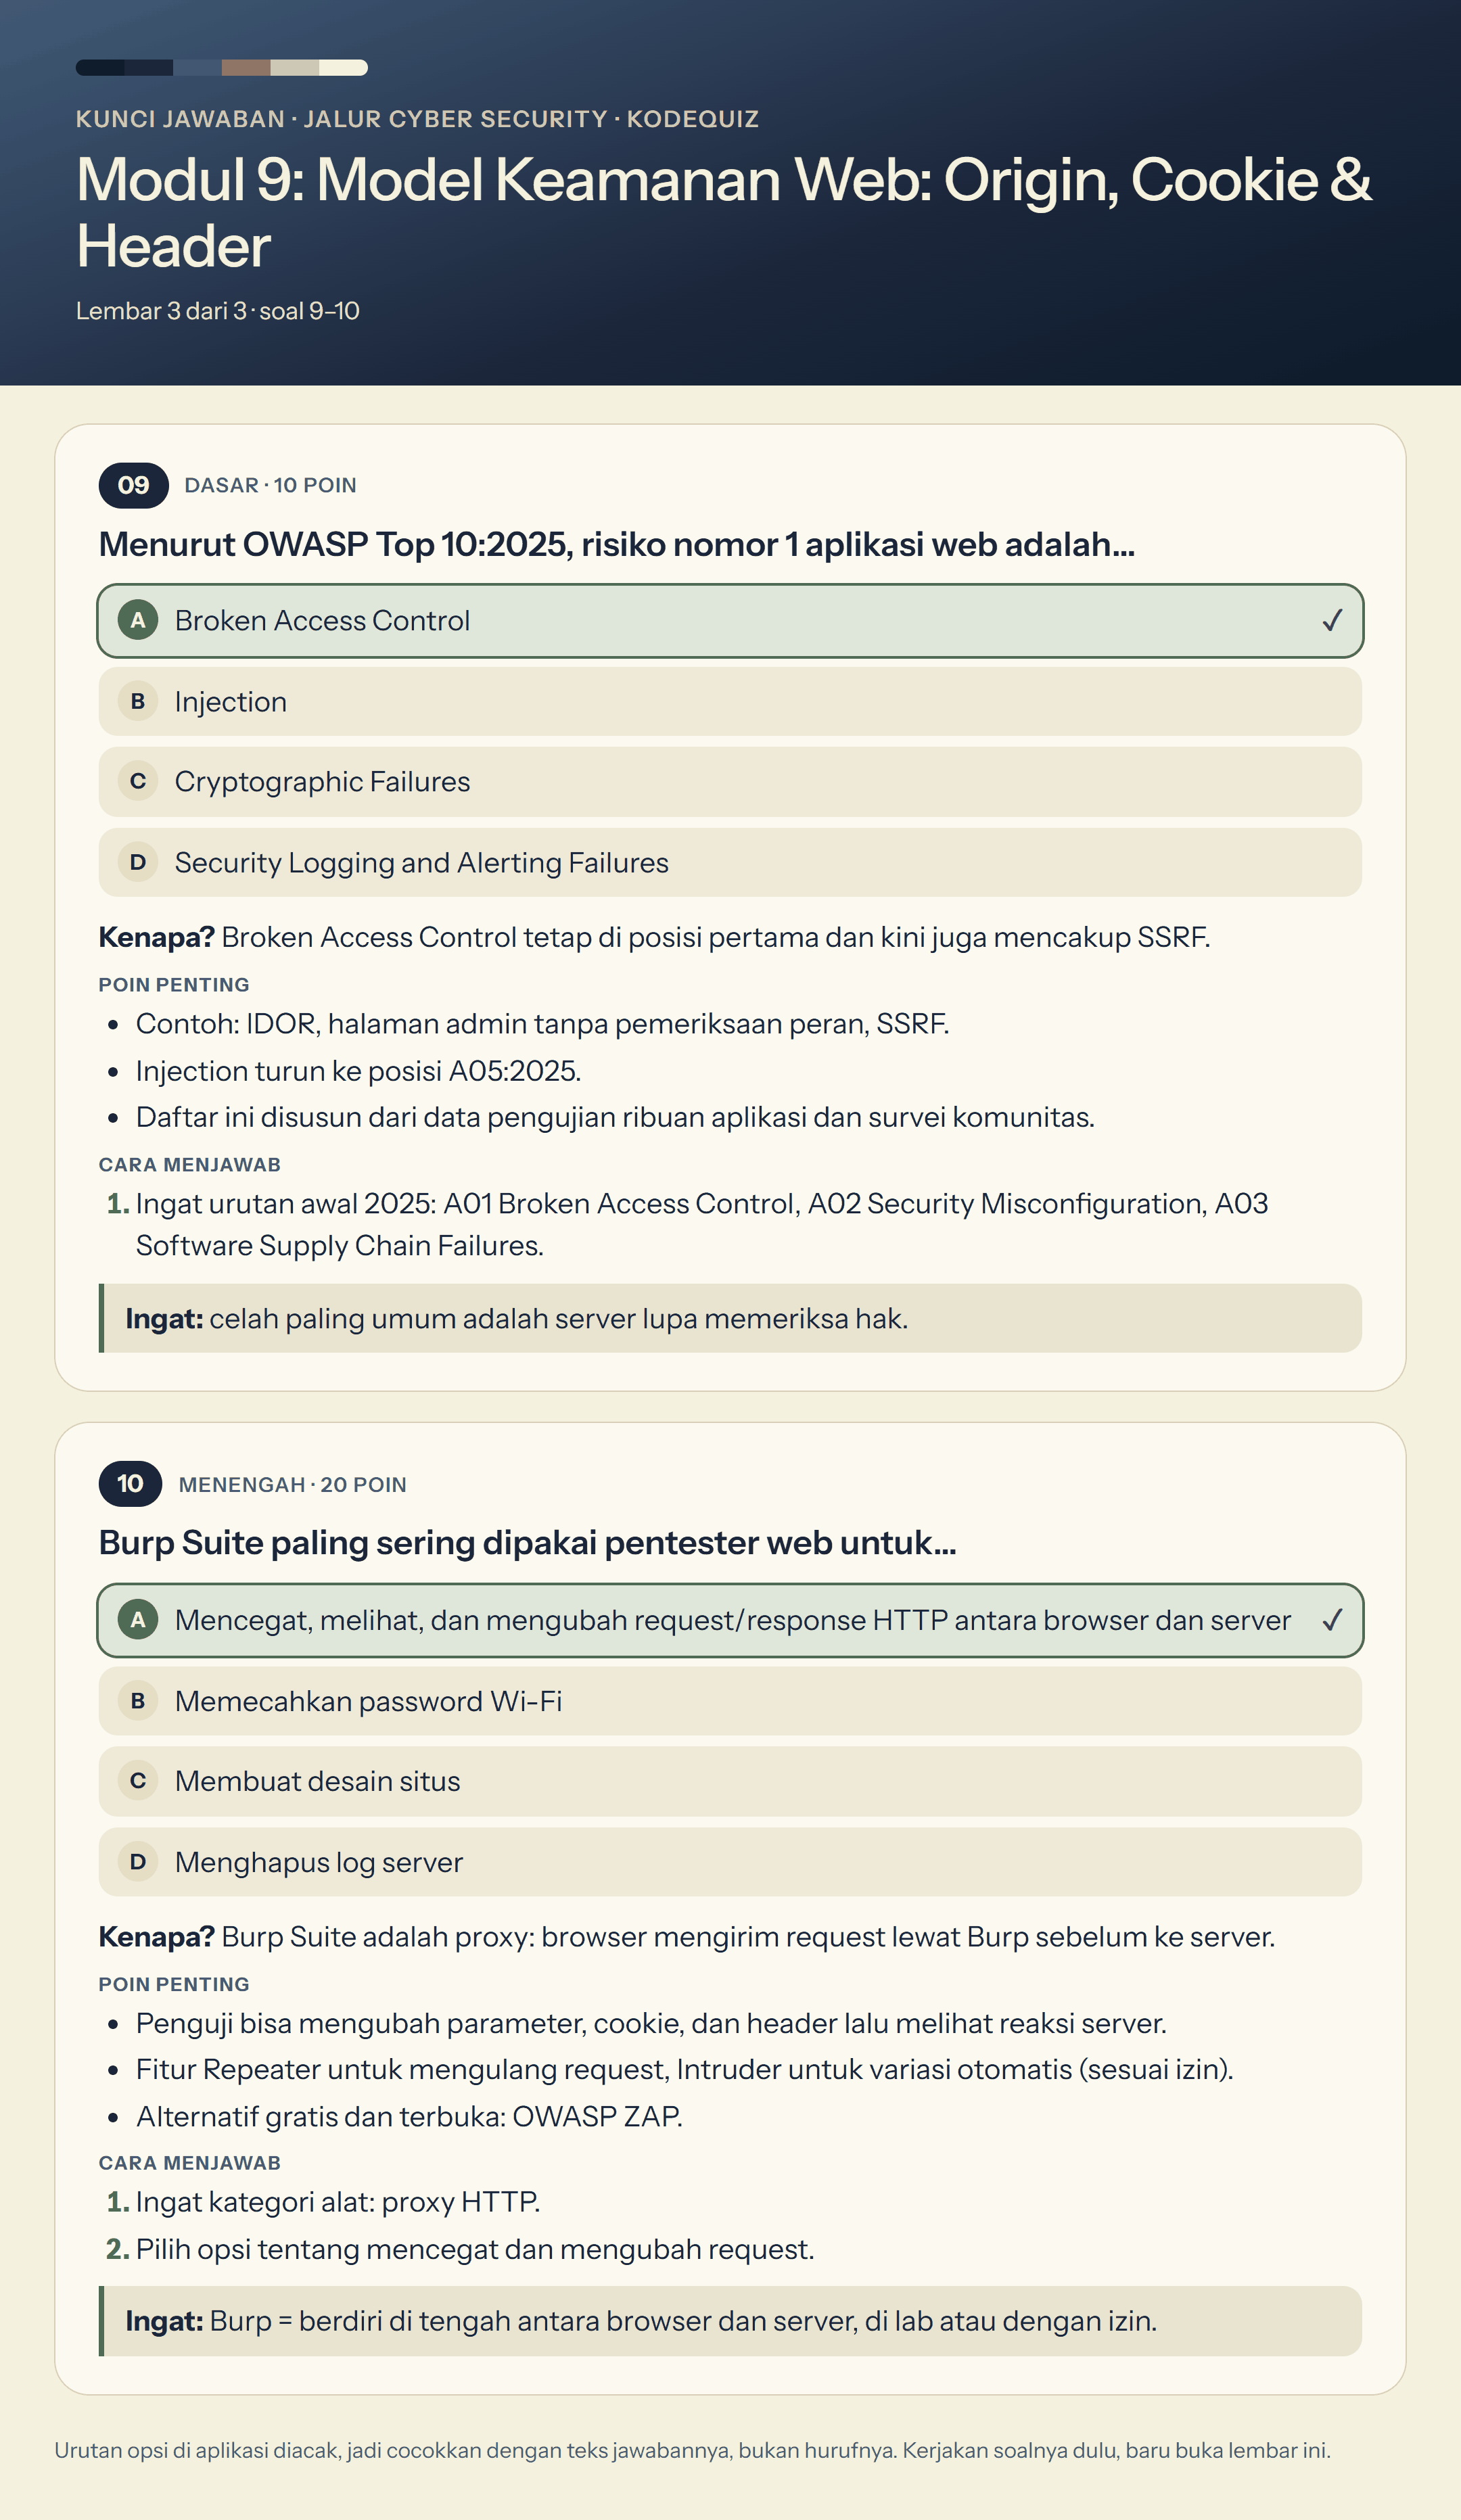 KUNCI JAWABAN · JALUR CYBER SECURITY · KODEQUIZ
Modul 9: Model Keamanan Web: Origin, Cookie &
Header
Lembar 3 dari 3 · soal 9–10
09 DASAR · 10 POIN
Menurut OWASP Top 10:2025, risiko nomor 1 aplikasi web adalah...
A Broken Access Control ✓
B Injection
C Cryptographic Failures
D Security Logging and Alerting Failures
Kenapa? Broken Access Control tetap di posisi pertama dan kini juga mencakup SSRF.
POIN PENTING
• Contoh: IDOR, halaman admin tanpa pemeriksaan peran, SSRF.
• Injection turun ke posisi A05:2025.
• Daftar ini disusun dari data pengujian ribuan aplikasi dan survei komunitas.
CARA MENJAWAB
1. Ingat urutan awal 2025: A01 Broken Access Control, A02 Security Misconfiguration, A03
Software Supply Chain Failures.
Ingat: celah paling umum adalah server lupa memeriksa hak.
10 MENENGAH · 20 POIN
Burp Suite paling sering dipakai pentester web untuk...
A Mencegat, melihat, dan mengubah request/response HTTP antara browser dan server ✓
B Memecahkan password Wi-Fi
C Membuat desain situs
D Menghapus log server
Kenapa? Burp Suite adalah proxy: browser mengirim request lewat Burp sebelum ke server.
POIN PENTING
• Penguji bisa mengubah parameter, cookie, dan header lalu melihat reaksi server.
• Fitur Repeater untuk mengulang request, Intruder untuk variasi otomatis (sesuai izin).
• Alternatif gratis dan terbuka: OWASP ZAP.
CARA MENJAWAB
1. Ingat kategori alat: proxy HTTP.
2. Pilih opsi tentang mencegat dan mengubah request.
Ingat: Burp = berdiri di tengah antara browser dan server, di lab atau dengan izin.
Urutan opsi di aplikasi diacak, jadi cocokkan dengan teks jawabannya, bukan hurufnya. Kerjakan soalnya dulu, baru buka lembar ini.